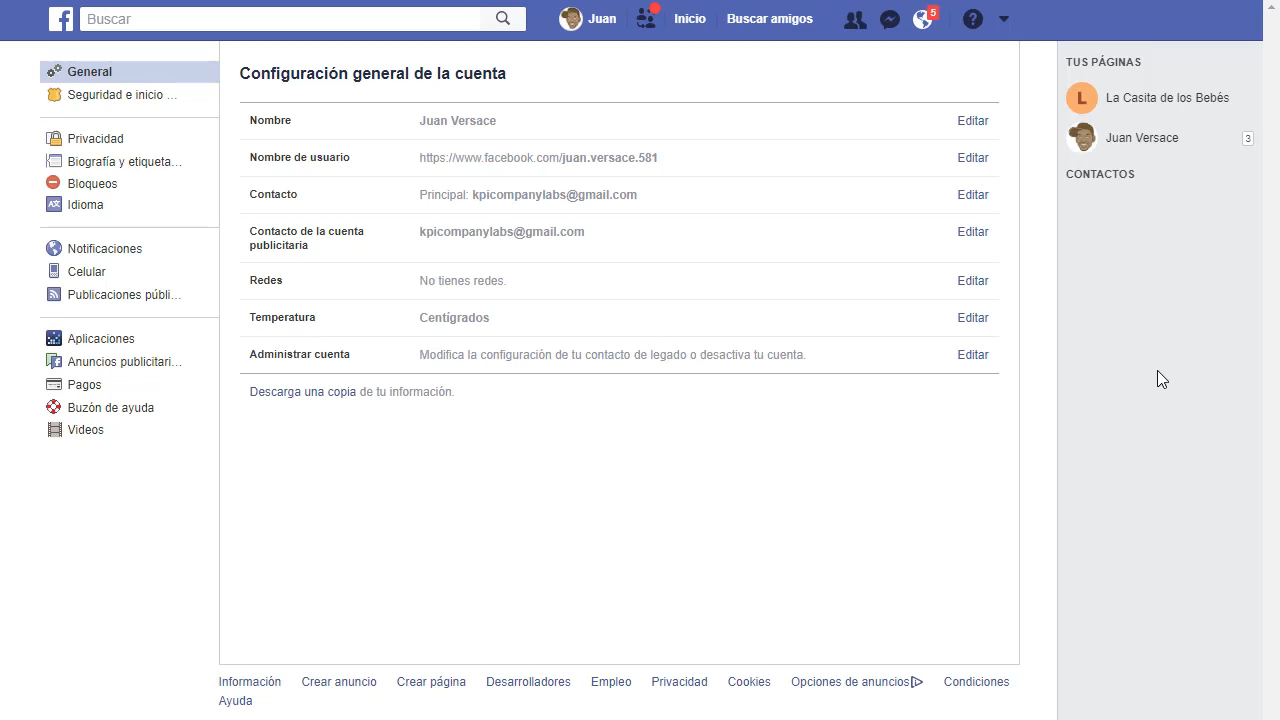 f Buscar Juan Inicio Buscar amigos 5 ?
General
Seguridad e inicio ...
Privacidad
Biografía y etiqueta...
Bloqueos
Idioma
Notificaciones
Celular
Publicaciones públi...
Aplicaciones
Anuncios publicitari...
Pagos
Buzón de ayuda
Videos
Configuración general de la cuenta
Nombre Juan Versace Editar
Nombre de usuario https://www.facebook.com/juan.versace.581 Editar
Contacto Principal: kpicompanylabs@gmail.com Editar
Contacto de la cuenta kpicompanylabs@gmail.com Editar
publicitaria
Redes No tienes redes. Editar
Temperatura Centígrados Editar
Administrar cuenta Modifica la configuración de tu contacto de legado o desactiva tu cuenta. Editar
Descarga una copia de tu información.
TUS PÁGINAS
L La Casita de los Bebés
Juan Versace 3
CONTACTOS
Información Crear anuncio Crear página Desarrolladores Empleo Privacidad Cookies Opciones de anuncios Condiciones
Ayuda